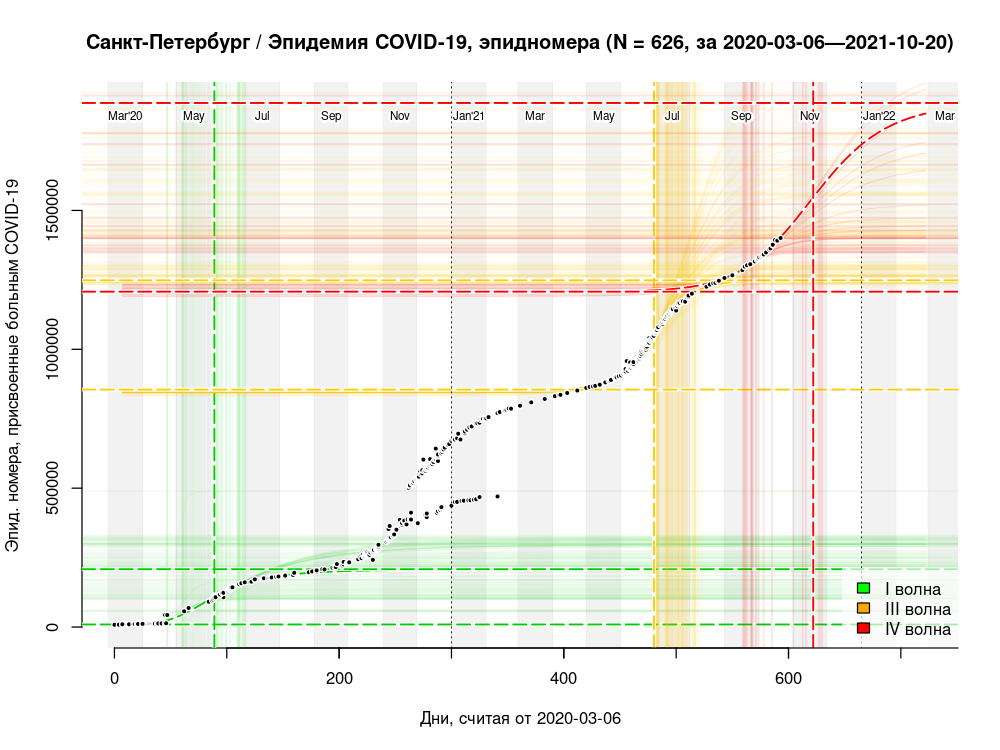 Санкт-Петербург / Эпидемия COVID-19, эпидномера (N = 626, за 2020-03-06—2021-10-20)
Mar'20 May Jul Sep Nov Jan'21 Mar May Jul Sep Nov Jan'22 Mar
Эпид. номера, присвоенные больным COVID-19
1500000
1000000
500000
0
I волна
III волна
IV волна
0 200 400 600
Дни, считая от 2020-03-06